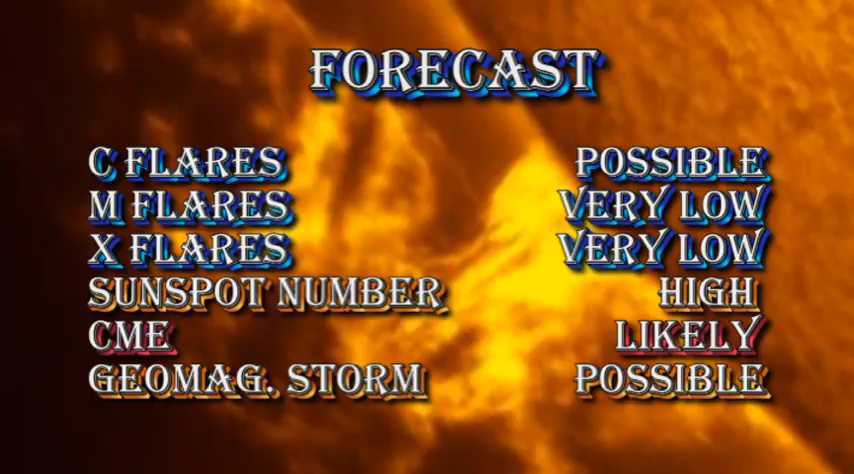 FORECAST
C FLARES POSSIBLE
M FLARES VERY LOW
X FLARES VERY LOW
SUNSPOT NUMBER HIGH
CME LIKELY
GEOMAG. STORM POSSIBLE